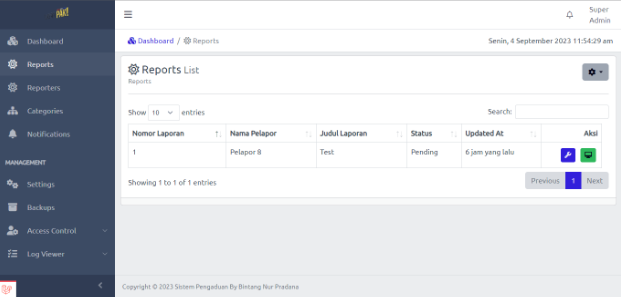 PAK!!
Super Admin
Dashboard
Reports
Reporters
Categories
Notifications
MANAGEMENT
Settings
Backups
Access Control
Log Viewer
Dashboard / Reports
Senin, 4 September 2023 11:54:29 am
Reports List
Reports
Show 10 entries
Search:
Nomor Laporan Nama Pelapor Judul Laporan Status Updated At Aksi
1 Pelapor 8 Test Pending 6 jam yang lalu
Showing 1 to 1 of 1 entries
Previous 1 Next
Copyright © 2023 Sistem Pengaduan By Bintang Nur Pradana